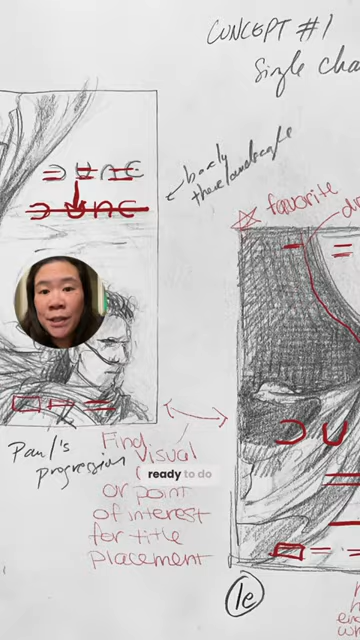 CONCEPT #1
Single cha
DUNE
DUNE
barely
there landscape
favorite
DU
Paul's
progression
Find
visual
ready to do
or point
of interest
for title
placement
1e